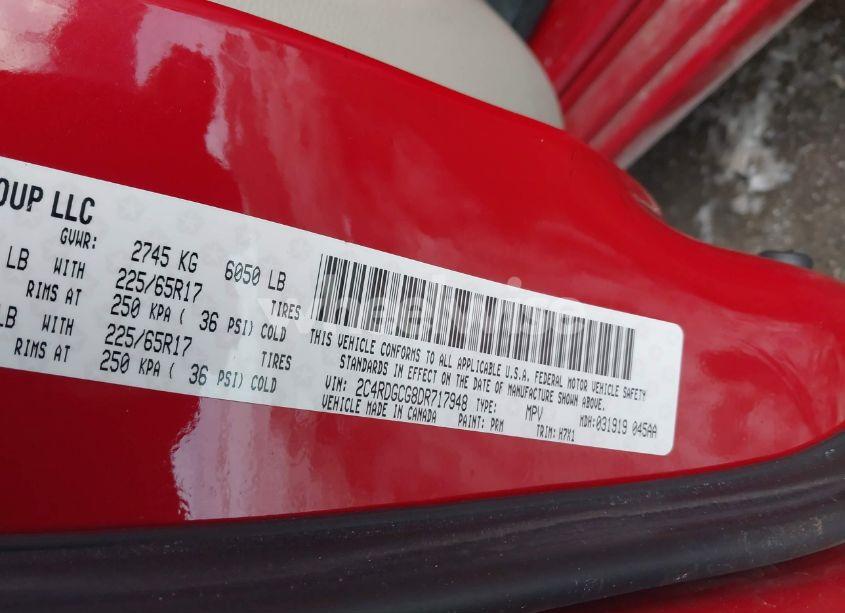 OUP LLC
GVWR: 2745 KG 6050 LB
LB WITH 225/65R17 TIRES
RIMS AT 250 KPA ( 36 PSI) COLD
LB WITH 225/65R17 TIRES
RIMS AT 250 KPA ( 36 PSI) COLD
THIS VEHICLE CONFORMS TO ALL APPLICABLE U.S.A. FEDERAL MOTOR VEHICLE SAFETY
STANDARDS IN EFFECT ON THE DATE OF MANUFACTURE SHOWN ABOVE.
VIN: 2C4RDGCG8DR717948 TYPE: MPV MDH:031919 045AA
VEHICLE MADE IN CANADA PAINT: PRM TRIM:H7X1